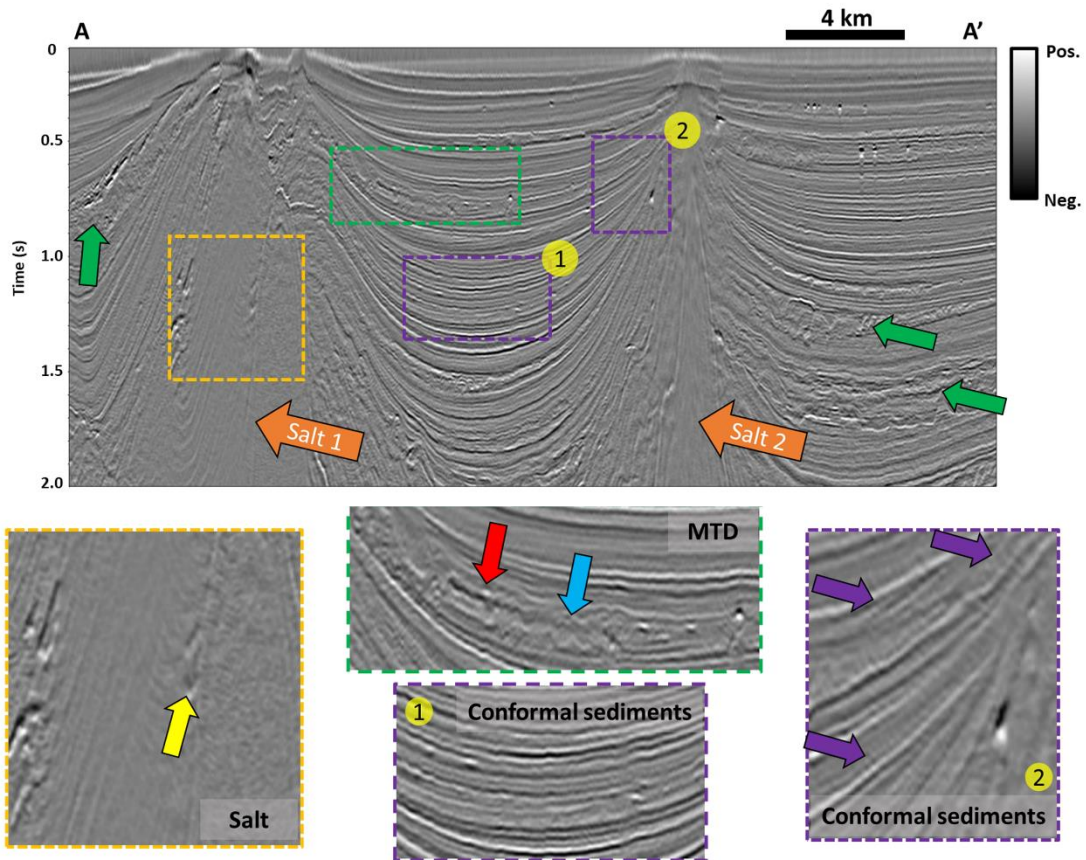 A
4 km
A'
0
0.5
1.0
1.5
2.0
Time (s)
Pos.
Neg.
2
1
Salt 1
Salt 2
MTD
Salt
1
Conformal sediments
2
Conformal sediments